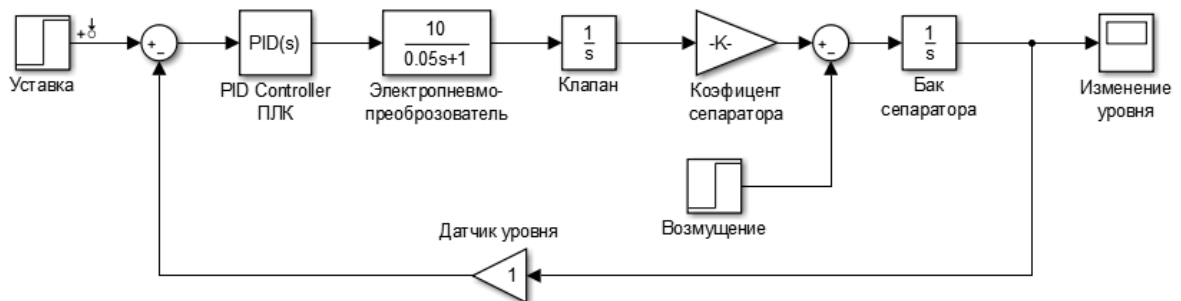 Уставка
+
+
−
PID(s)
PID Controller
ПЛК
10
0.05s+1
Электропневмо-
преоброзователь
1
s
Клапан
-K-
Коэфицент
сепаратора
+
−
1
s
Бак
сепаратора
Изменение
уровня
Возмущение
Датчик уровня
1